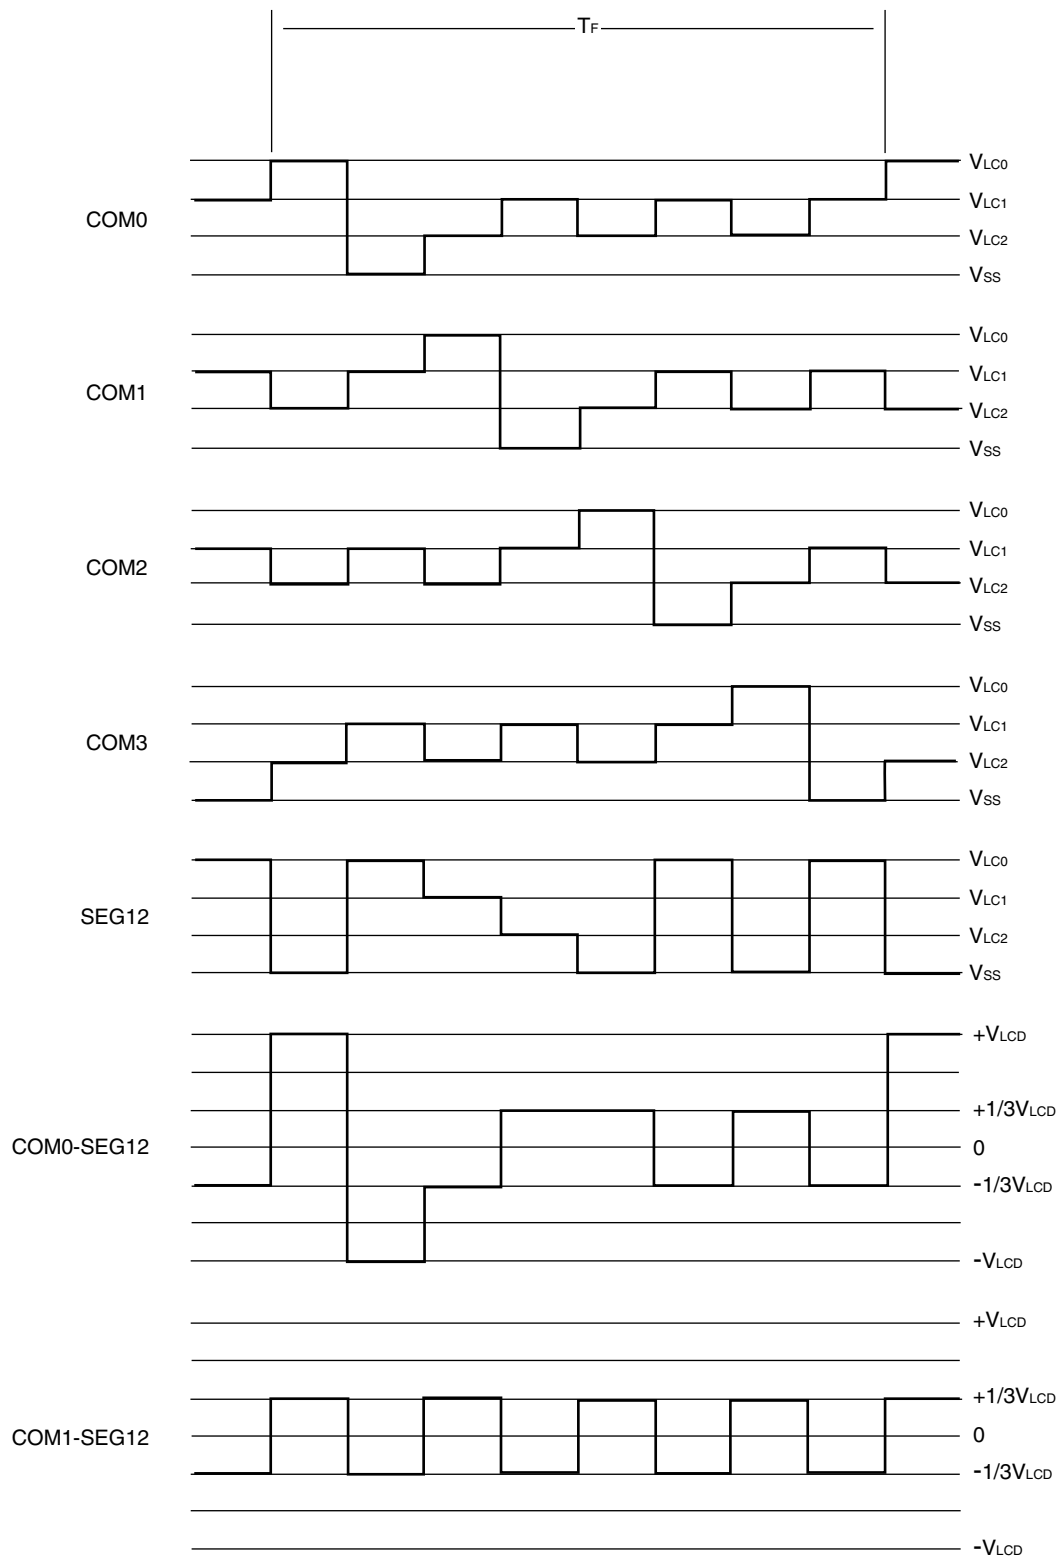 TF
COM0
VLC0
VLC1
VLC2
VSS
COM1
VLC0
VLC1
VLC2
VSS
COM2
VLC0
VLC1
VLC2
VSS
COM3
VLC0
VLC1
VLC2
VSS
SEG12
VLC0
VLC1
VLC2
VSS
COM0-SEG12
+VLCD
+1/3VLCD
0
-1/3VLCD
-VLCD
COM1-SEG12
+VLCD
+1/3VLCD
0
-1/3VLCD
-VLCD